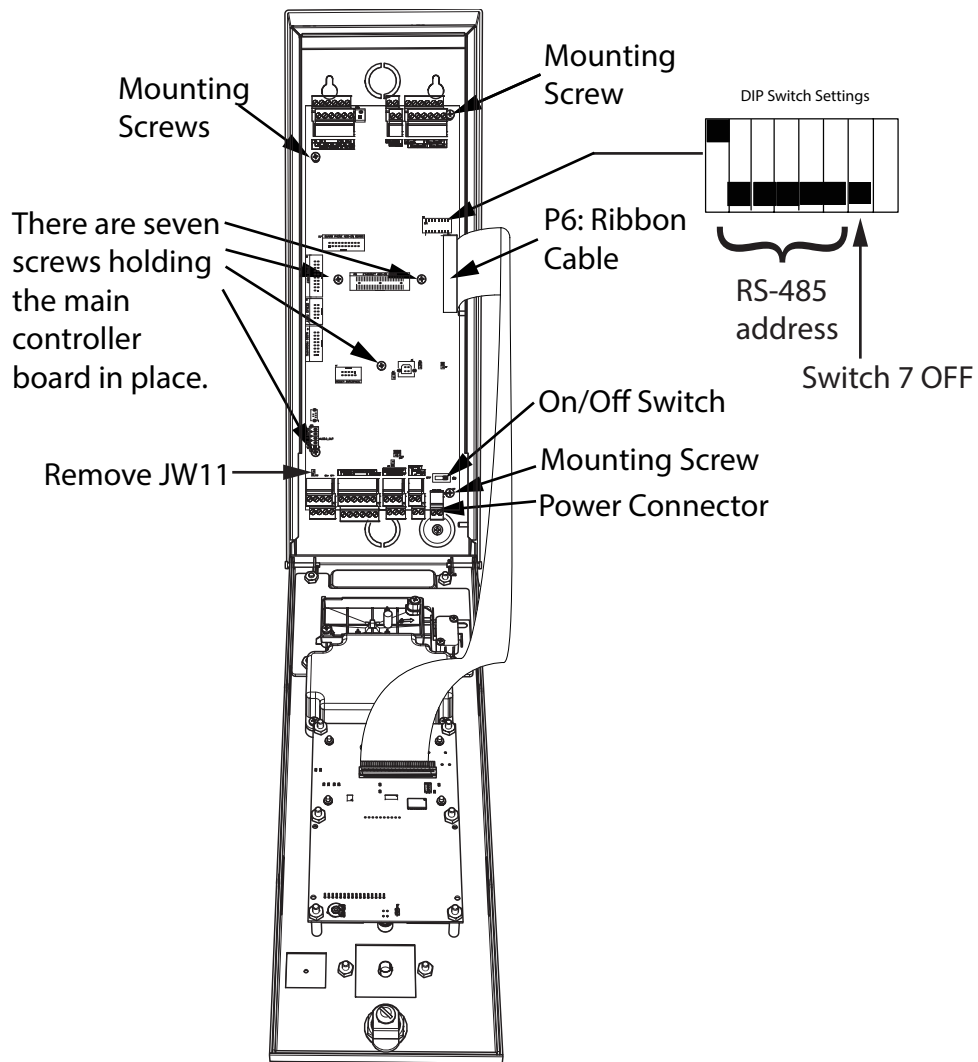 Mounting
Screws
Mounting
Screw
DIP Switch Settings
There are seven
screws holding
the main
controller
board in place.
P6: Ribbon
Cable
RS-485
address
Switch 7 OFF
On/Off Switch
Remove JW11
Mounting Screw
Power Connector